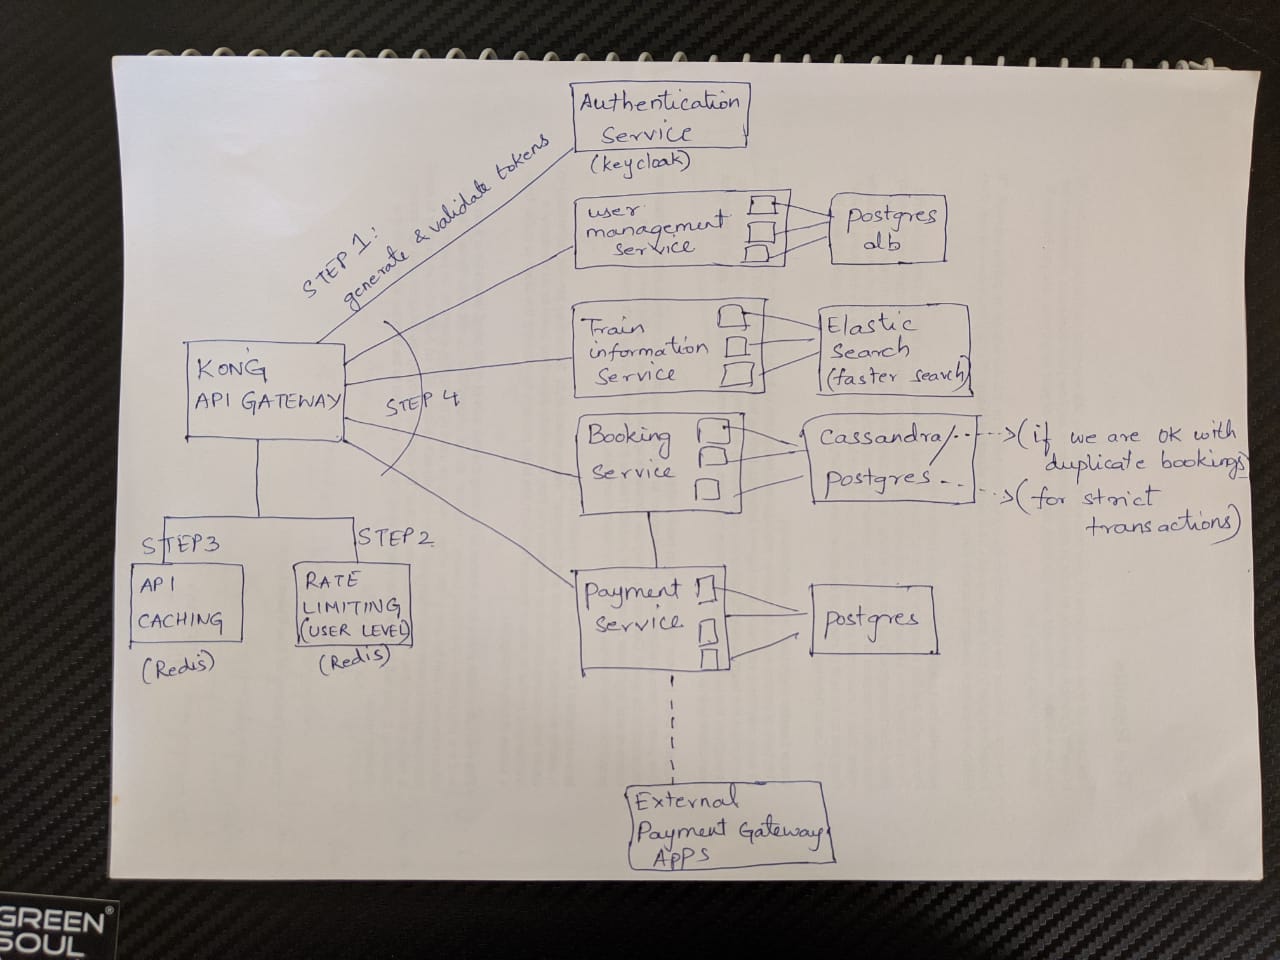 Authentication
Service
(keycloak)
STEP 1:
generate & validate tokens
user
management
service
postgres
db
Train
information
service
Elastic
search
(faster search)
KONG
API GATEWAY
STEP 4
Booking
service
Cassandra/
postgres
(if we are ok with
duplicate bookings
(for strict
transactions)
STEP3
STEP2
API
CACHING
(Redis)
RATE
LIMITING
(USER LEVEL)
(Redis)
Payment
service
postgres
External
Payment Gateway
APPS
GREEN
SOUL
®